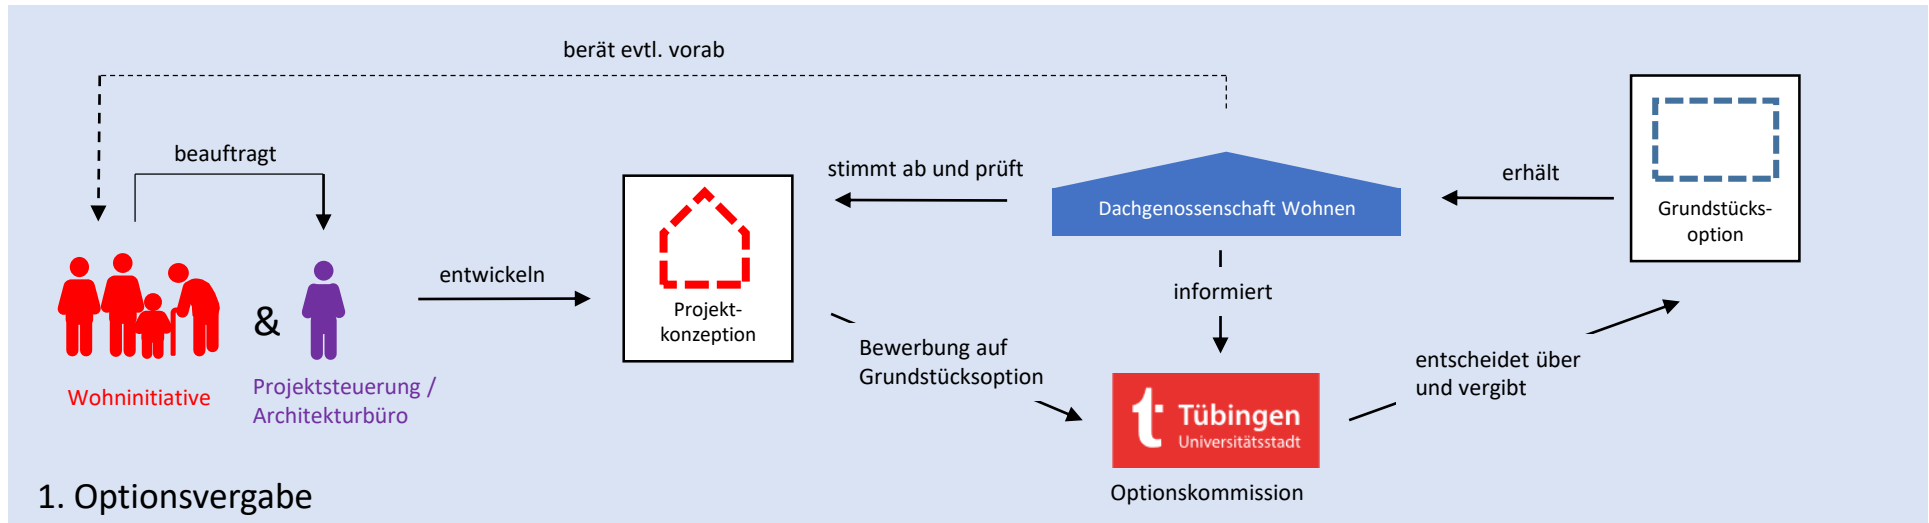 berät evtl. vorab
beauftragt
stimmt ab und prüft
erhält
Dachgenossenschaft Wohnen
Grundstücks-
option
entwickeln
informiert
&
Projekt-
konzeption
Bewerbung auf
Grundstücksoption
entscheidet über
und vergibt
Wohninitiative
Projektsteuerung /
Architekturbüro
t Tübingen
Universitätsstadt
Optionskommission
1. Optionsvergabe